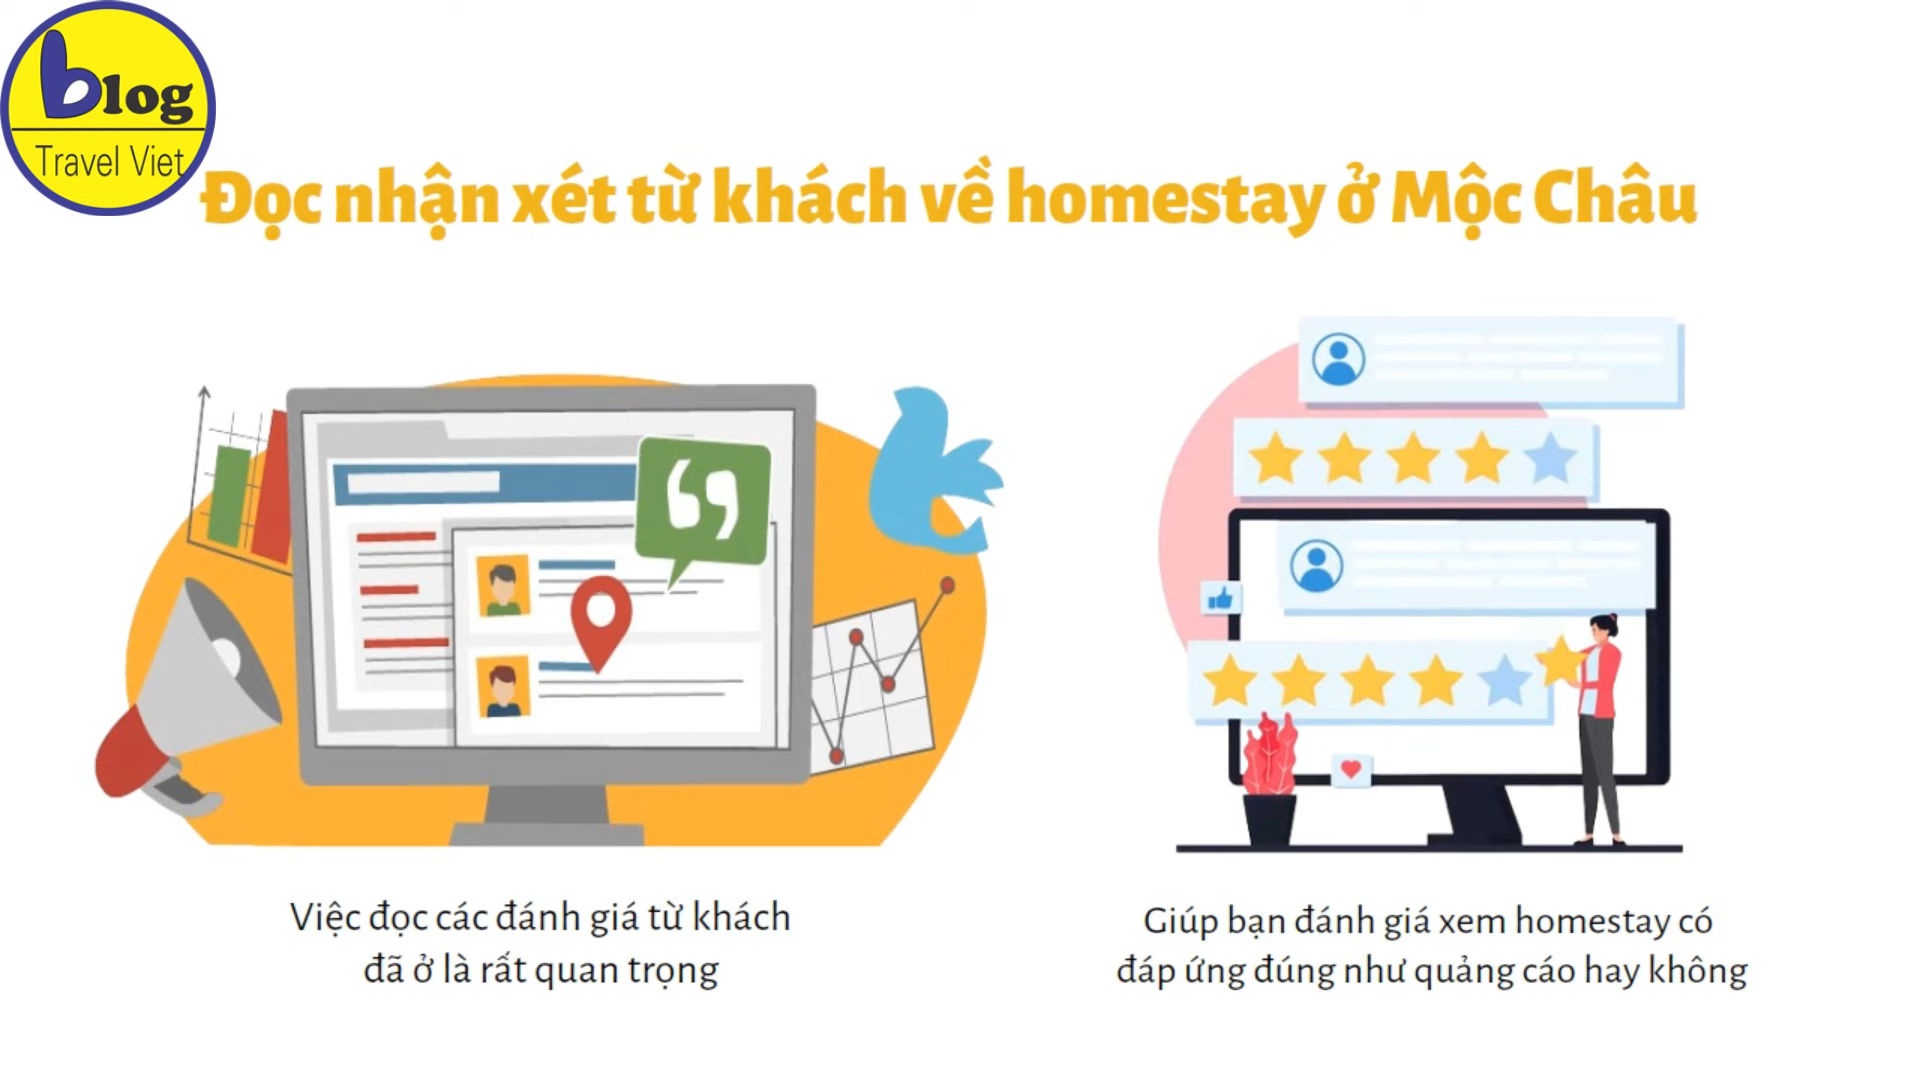 blog
Travel Viet
Đọc nhận xét từ khách về homestay ở Mộc Châu
Việc đọc các đánh giá từ khách
đã ở là rất quan trọng
Giúp bạn đánh giá xem homestay có
đáp ứng đúng như quảng cáo hay không